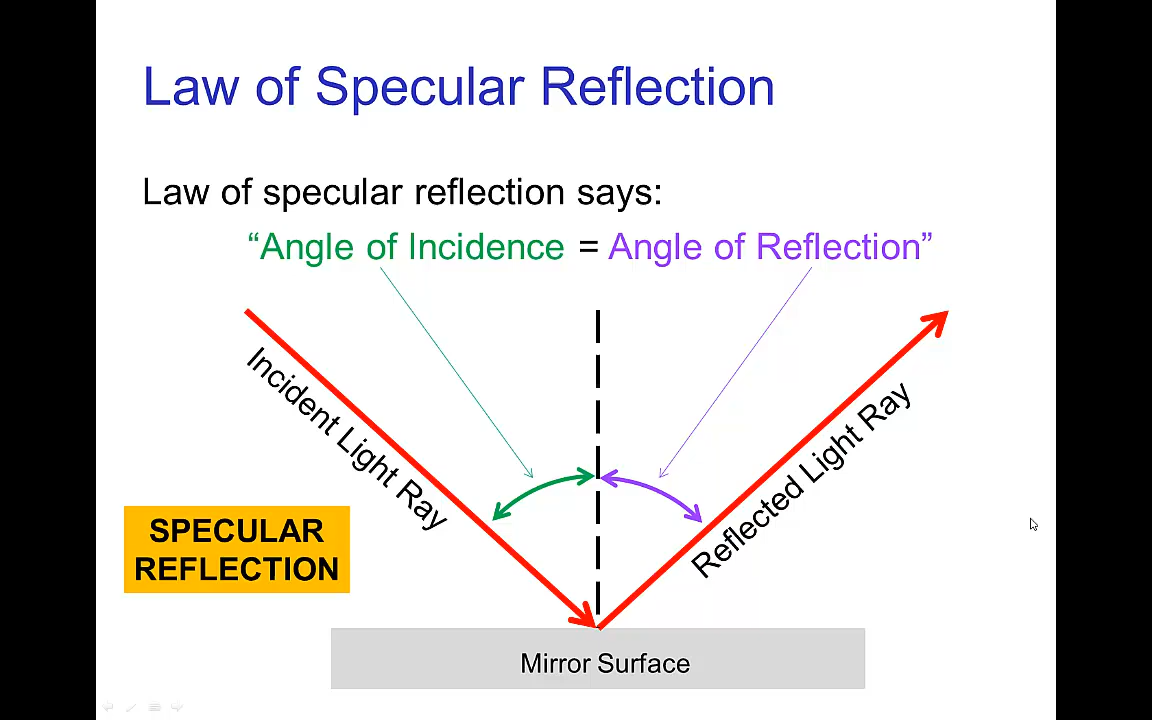 Law of Specular Reflection
Law of specular reflection says:
“Angle of Incidence = Angle of Reflection”
Incident Light Ray
Reflected Light Ray
SPECULAR
REFLECTION
Mirror Surface